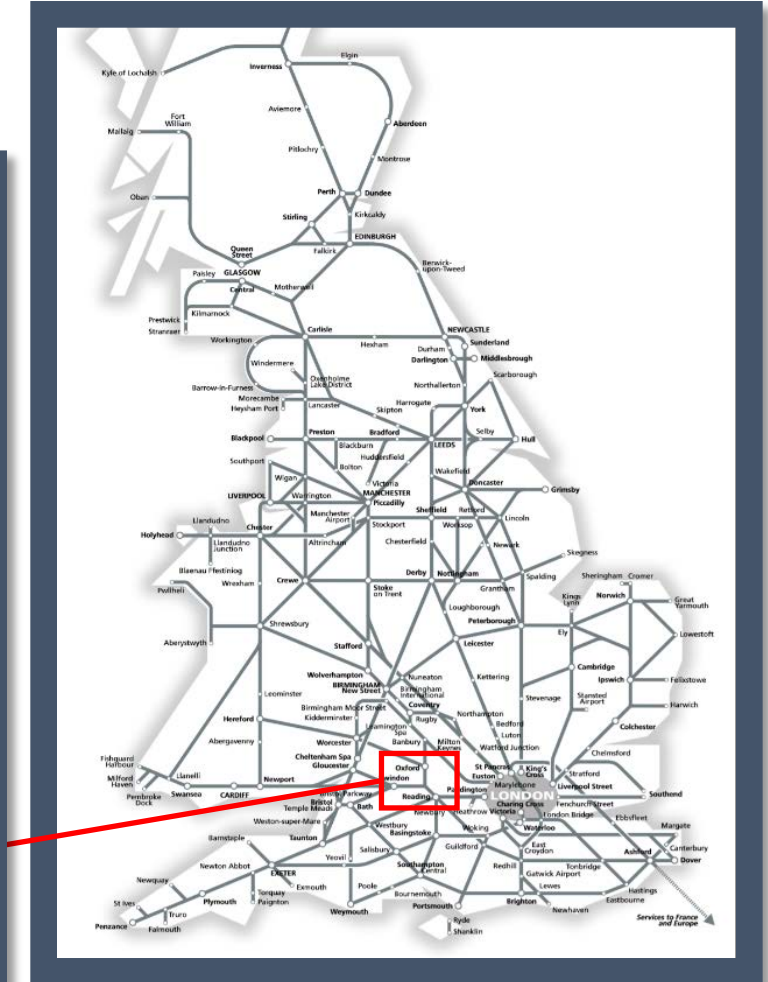 Elgin
Inverness
Kyle of Lochalsh
Aviemore
Fort
William
Aberdeen
Mallaig
Pitlochry
Montrose
Perth
Dundee
Oban
Stirling
Kirkcaldy
EDINBURGH
Falkirk
Queen
Street
Berwick-
upon-Tweed
Paisley
GLASGOW
Central
Motherwell
Kilmarnock
Prestwick
Stranraer
Carlisle
NEWCASTLE
Workington
Hexham
Sunderland
Durham
Darlington
Middlesbrough
Windermere
Scarborough
Oxenholme
Lake District
Northallerton
Barrow-in-Furness
Morecambe
Heysham Port
Lancaster
Harrogate
York
Skipton
Blackpool
Preston
Bradford
Selby
Hull
Blackburn
LEEDS
Huddersfield
Southport
Bolton
Wakefield
Wigan
Victoria
Doncaster
Grimsby
LIVERPOOL
Warrington
MANCHESTER
Piccadilly
Manchester
Airport
Sheffield
Retford
Stockport
Worksop
Lincoln
Llandudno
Chester
Holyhead
Llandudno
Junction
Altrincham
Chesterfield
Newark
Skegness
Blaenau Ffestiniog
Wrexham
Crewe
Stoke
on Trent
Derby
Nottingham
Grantham
Spalding
Sheringham
Cromer
Pwllheli
Kings
Lynn
Norwich
Great
Yarmouth
Loughborough
Peterborough
Shrewsbury
Ely
Lowestoft
Aberystwyth
Stafford
Leicester
Wolverhampton
BIRMINGHAM
New Street
Nuneaton
Kettering
Cambridge
Ipswich
Felixstowe
Birmingham
International
Leominster
Stevenage
Stansted
Airport
Birmingham Moor Street
Coventry
Harwich
Hereford
Kidderminster
Rugby
Northampton
Leamington
Spa
Bedford
Colchester
Abergavenny
Worcester
Banbury
Milton
Keynes
Luton
Watford Junction
Chelmsford
Cheltenham Spa
Gloucester
Fishguard
Harbour
Oxford
St Pancras
King's
Cross
Stratford
Milford
Haven
Llanelli
Newport
windon
Euston
Marylebone
Liverpool Street
Pembroke
Dock
Swansea
CARDIFF
Parkway
Reading
Paddington
LONDON
Southend
Bristol
Temple Meads
Bath
Charing Cross
Fenchurch Street
Newbury
Heathrow
Victoria
London Bridge
Ebbsfleet
Weston-super-Mare
Westbury
Basingstoke
Woking
Waterloo
Margate
Barnstaple
Taunton
Salisbury
Guildford
East
Croydon
Canterbury
Newton Abbot
Yeovil
Southampton
Central
Redhill
Tonbridge
Ashford
Dover
EXETER
Gatwick Airport
Newquay
Exmouth
Poole
Bournemouth
Lewes
Hastings
Torquay
Paignton
Eastbourne
St Ives
Plymouth
Weymouth
Portsmouth
Brighton
Newhaven
Truro
Penzance
Falmouth
Ryde
Shanklin
Services to France
and Europe